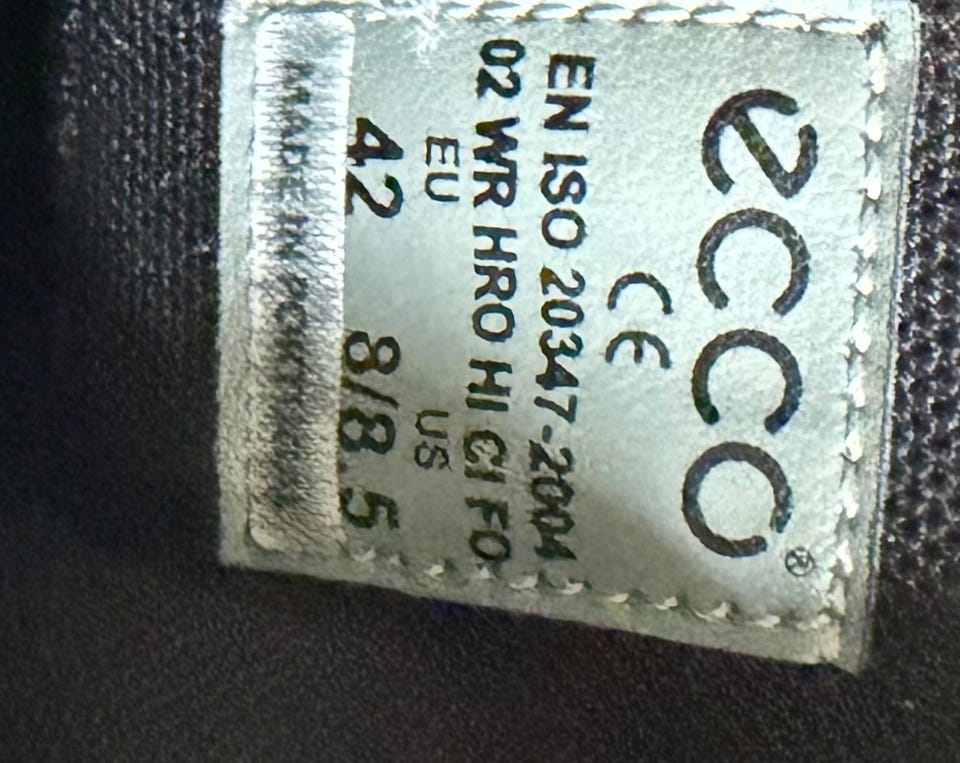 ecco®
CE
EN ISO 20347-2004
02 WR HRO HI CI FO
EU US
42 8/8.5
MADE IN